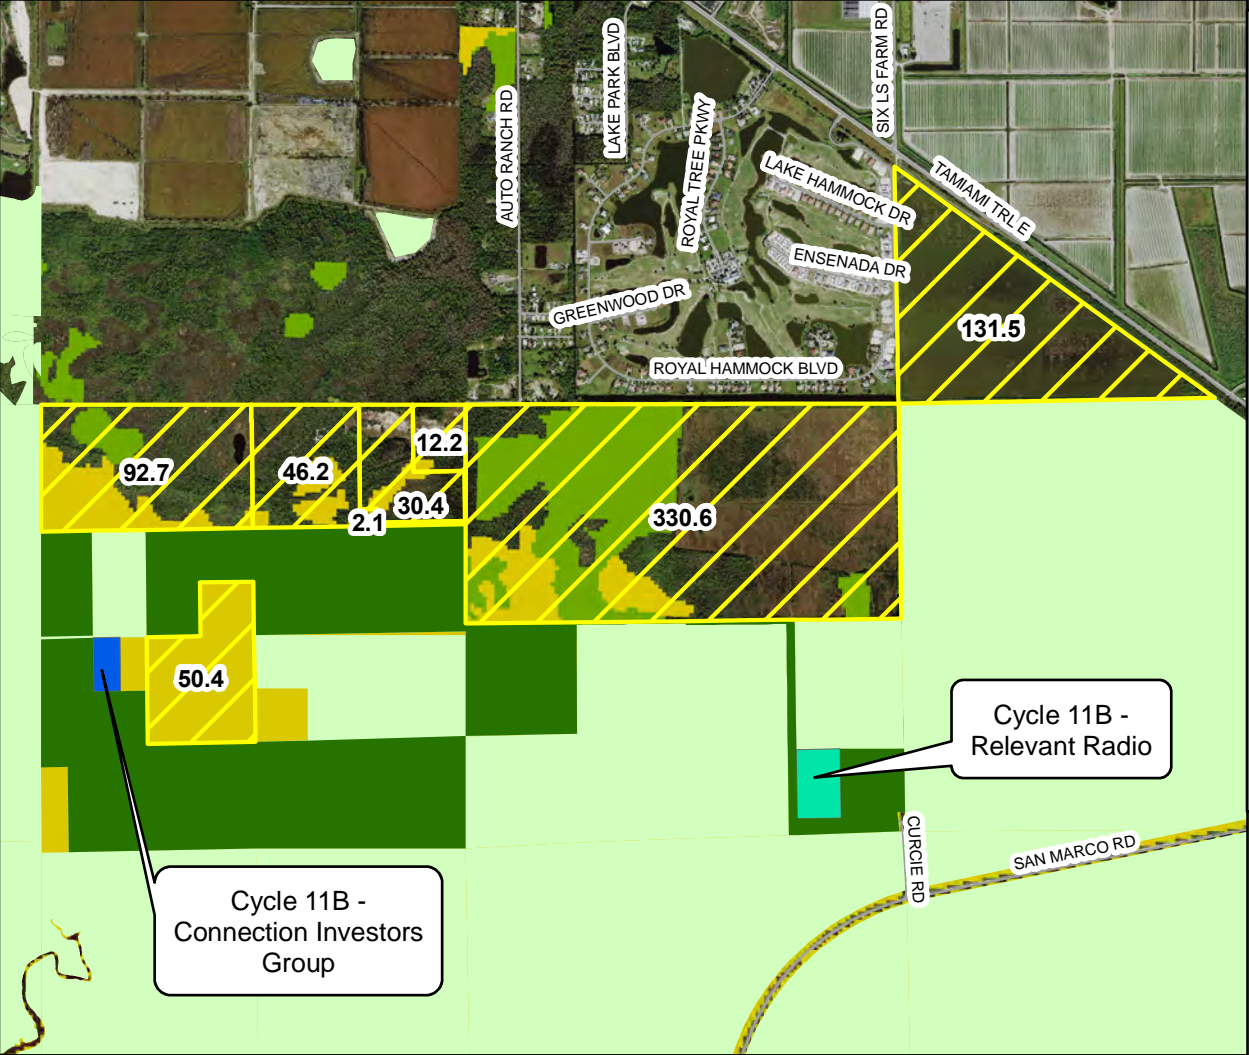 LAKE PARK BLVD
SIX LS FARM RD
AUTO RANCH RD
ROYAL TREE PKWY
LAKE HAMMOCK DR
TAMIAMI TRL E
ENSENADA DR
GREENWOOD DR
131.5
ROYAL HAMMOCK BLVD
92.7
46.2
12.2
30.4
2.1
330.6
50.4
Cycle 11B -
Relevant Radio
CURCIE RD
SAN MARCO RD
Cycle 11B -
Connection Investors
Group